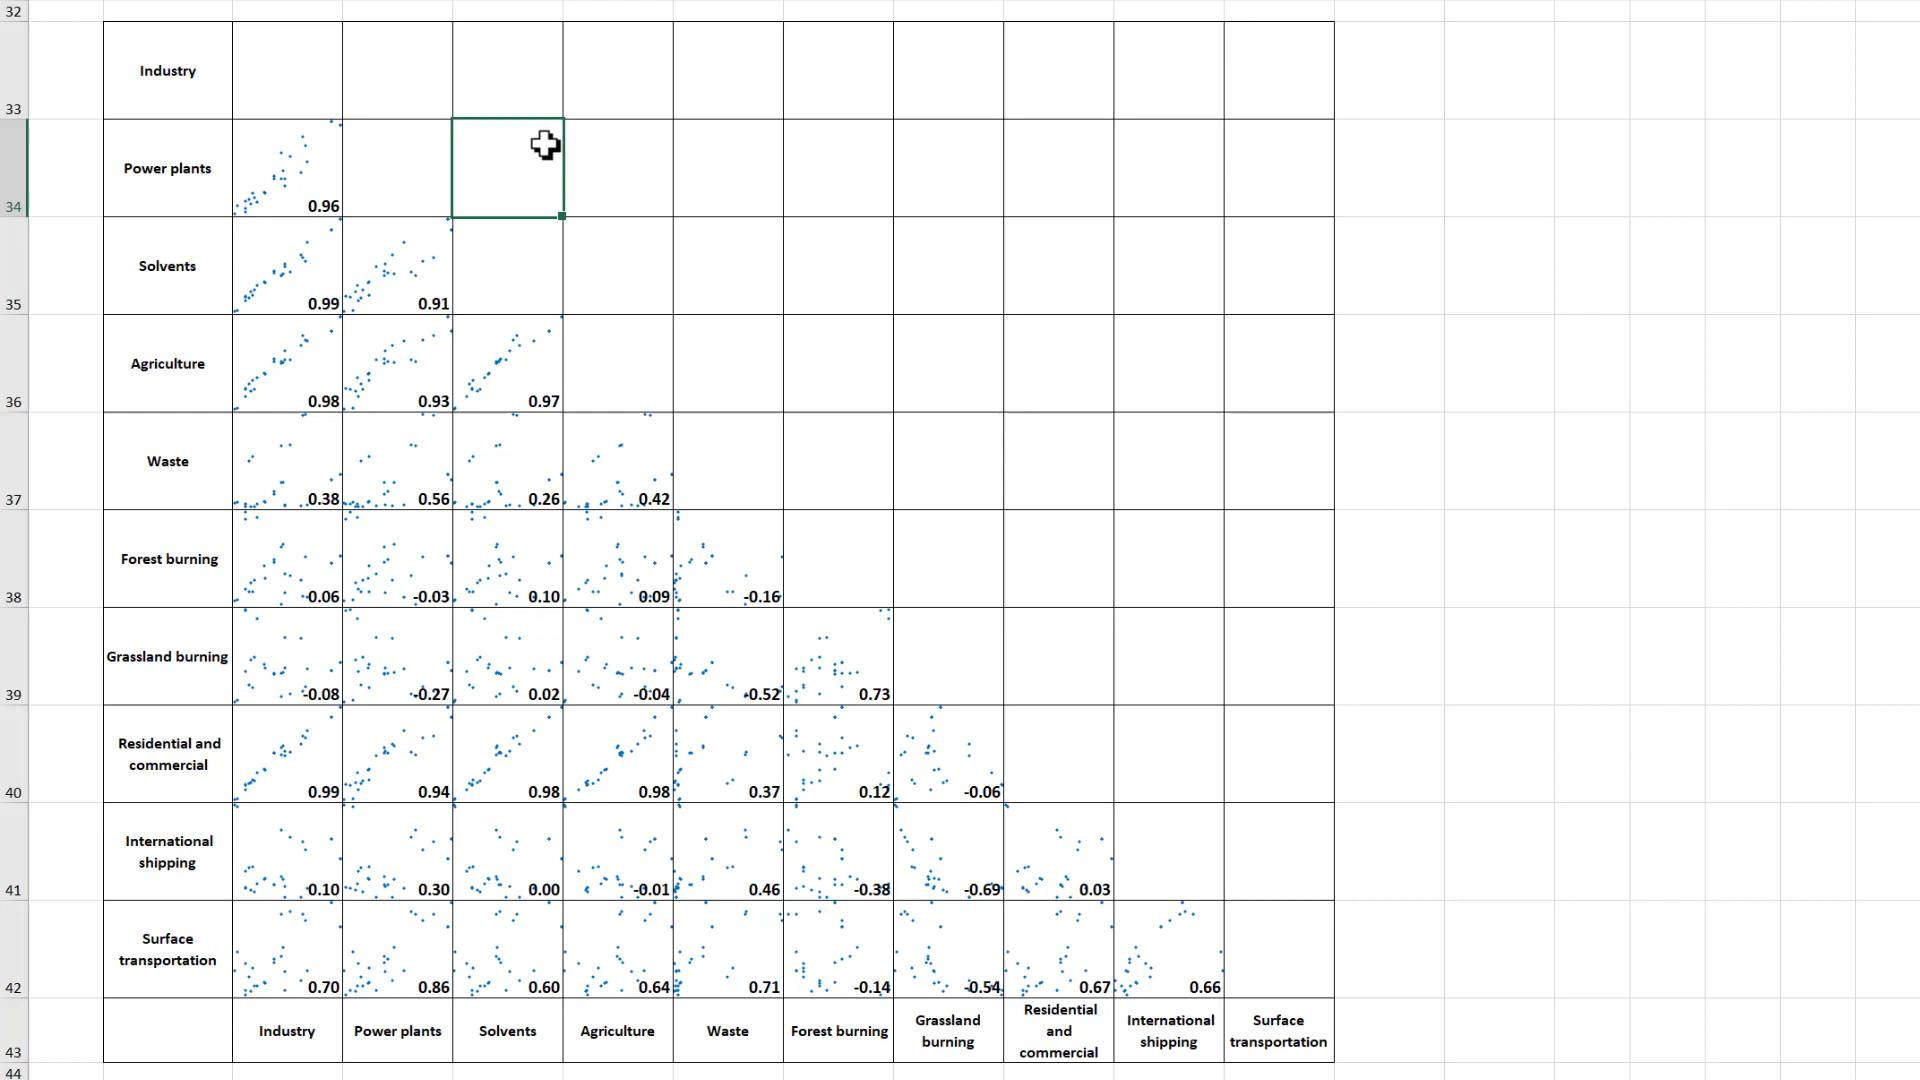 32
Industry
33
Power plants
0.96
34
Solvents
0.99 0.91
35
Agriculture
0.98 0.93 0.97
36
Waste
0.38 0.56 0.26 0.42
37
Forest burning
-0.06 -0.03 0.10 0.09 -0.16
38
Grassland burning
-0.08 -0.27 0.02 -0.04 -0.52 0.73
39
Residential and
commercial
0.99 0.94 0.98 0.98 0.37 0.12 -0.06
40
International
shipping
0.10 0.30 0.00 -0.01 0.46 -0.38 -0.69 0.03
41
Surface
transportation
0.70 0.86 0.60 0.64 0.71 -0.14 -0.54 0.67 0.66
42
Industry Power plants Solvents Agriculture Waste Forest burning Grassland burning Residential and commercial International shipping Surface transportation
43
44